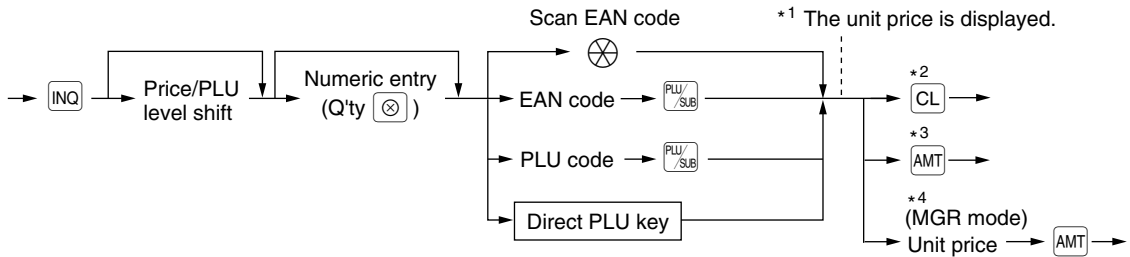 Scan EAN code
*1 The unit price is displayed.
INQ
Price/PLU
level shift
Numeric entry
(Q'ty ⊗ )
EAN code
PLU/SUB
*2
CL
PLU code
PLU/SUB
*3
AMT
Direct PLU key
*4
(MGR mode)
Unit price
AMT